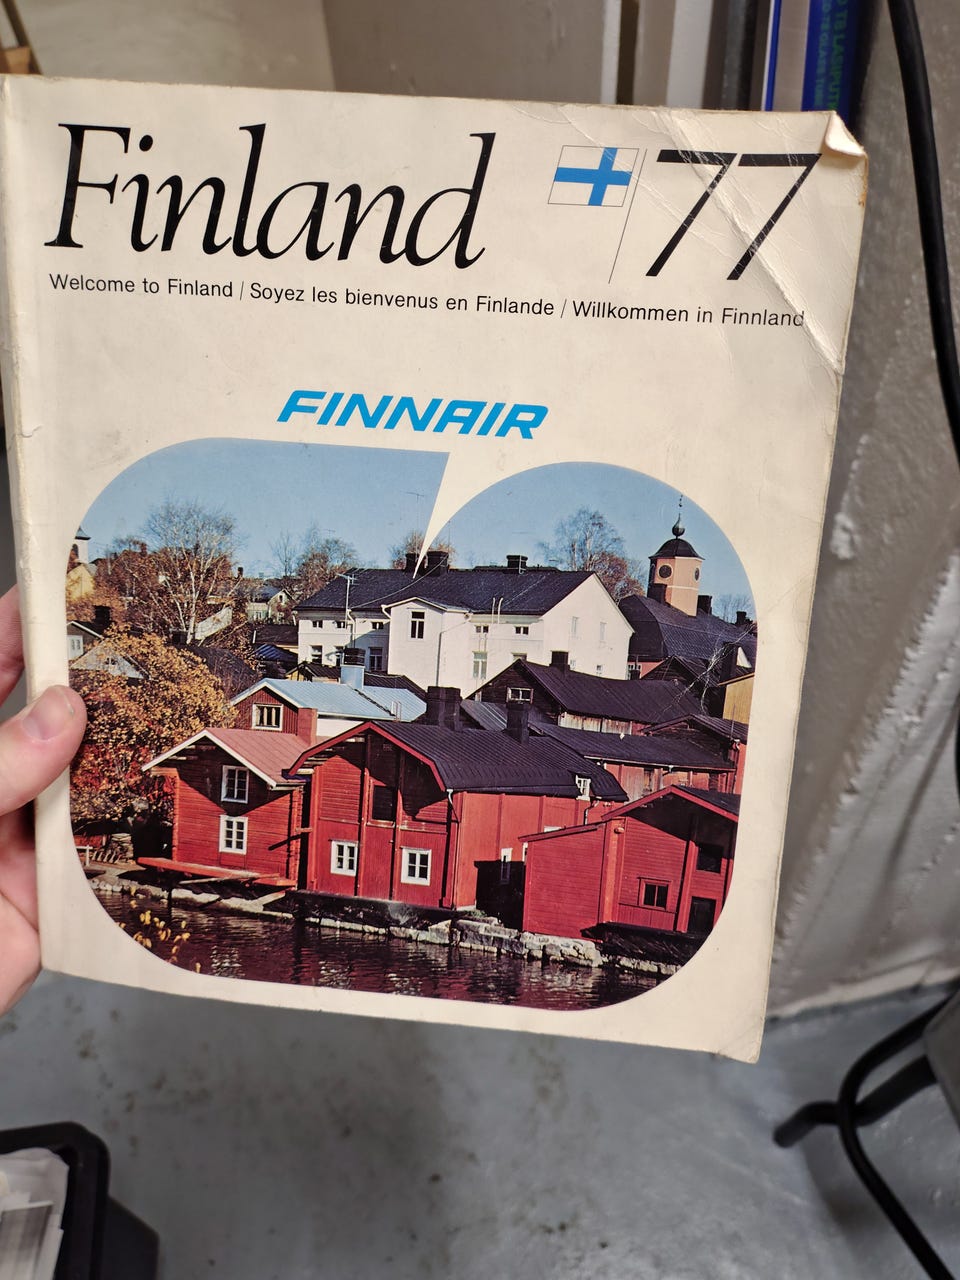 Finland 77
Welcome to Finland | Soyez les bienvenus en Finlande / Willkommen in Finnland
FINNAIR